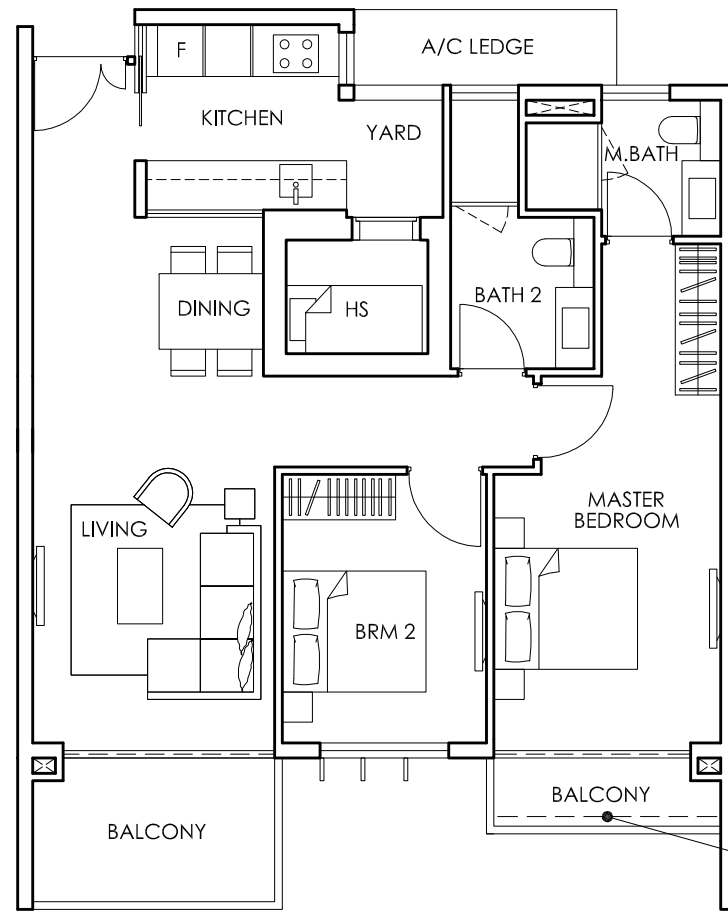 A/C LEDGE
F
KITCHEN
YARD
M.BATH
DINING
HS
BATH 2
LIVING
MASTER
BEDROOM
BRM 2
BALCONY
BALCONY